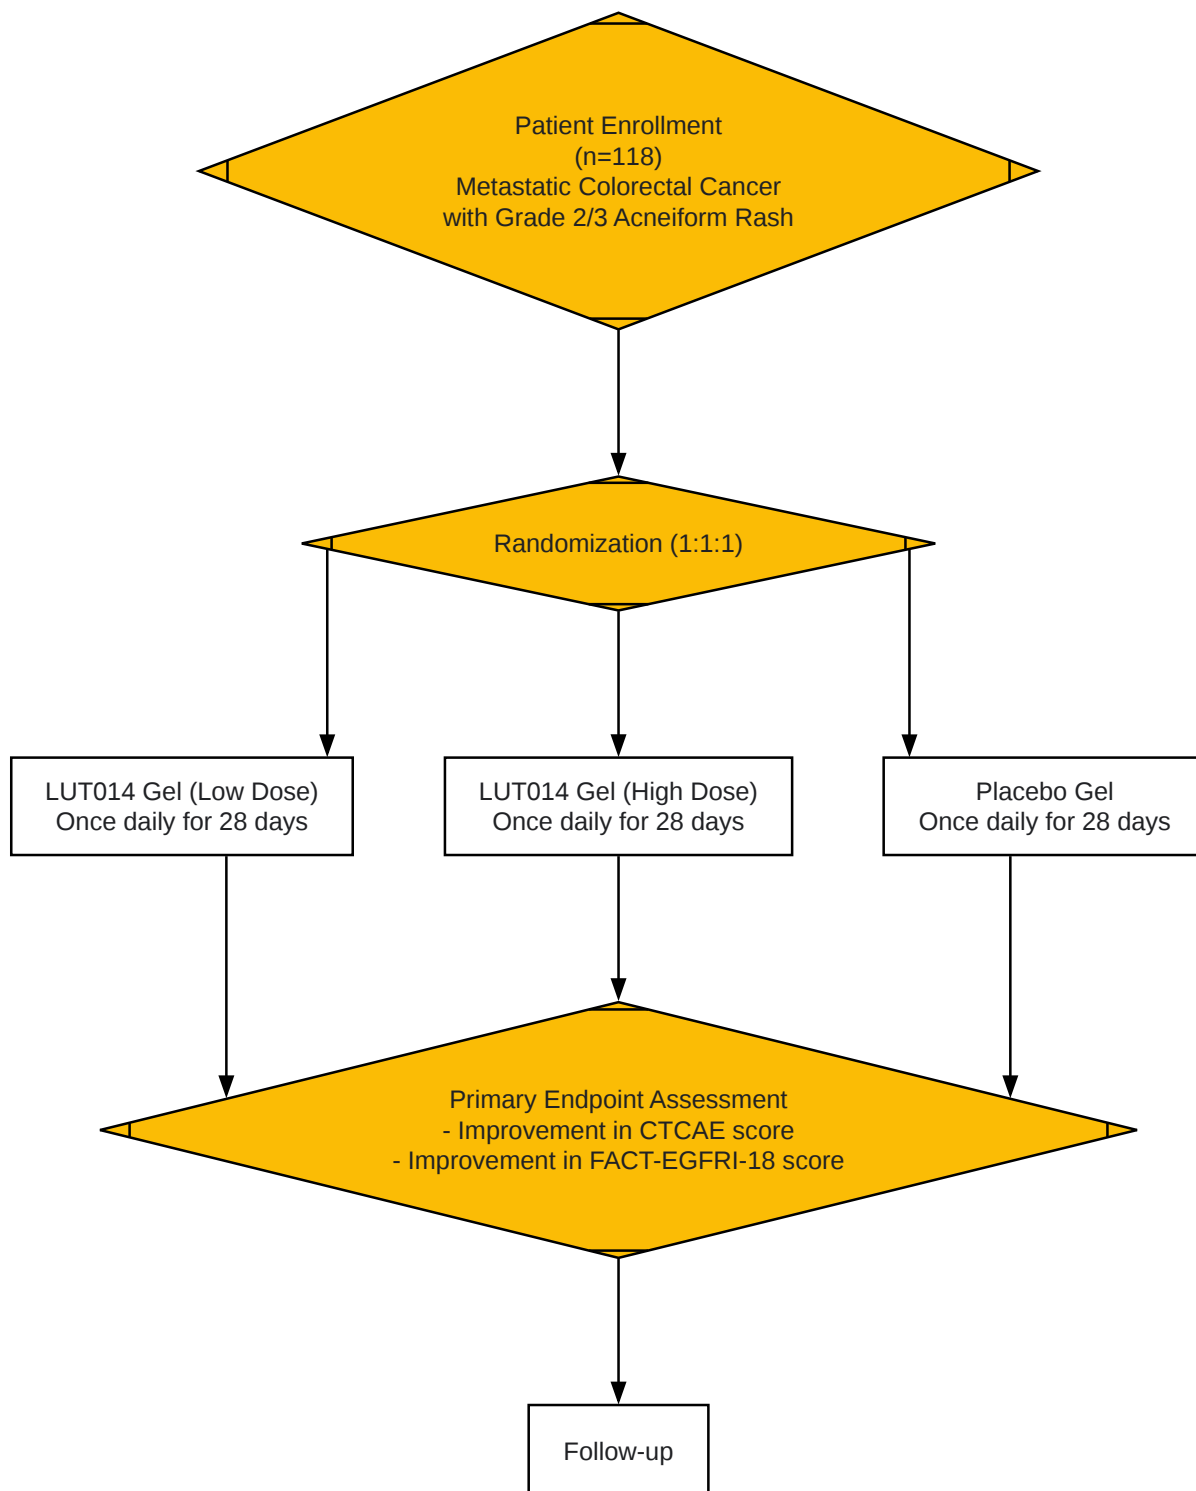 Patient Enrollment
(n=118)
Metastatic Colorectal Cancer
with Grade 2/3 Acneiform Rash
Randomization (1:1:1)
LUT014 Gel (Low Dose)
Once daily for 28 days
LUT014 Gel (High Dose)
Once daily for 28 days
Placebo Gel
Once daily for 28 days
Primary Endpoint Assessment
- Improvement in CTCAE score
- Improvement in FACT-EGFRI-18 score
Follow-up